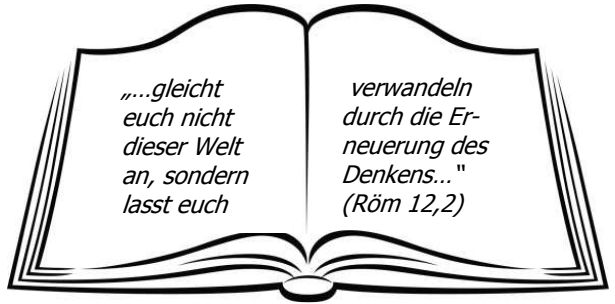 „...gleicht
euch nicht
dieser Welt
an, sondern
lasst euch
verwandeln
durch die Er-
neuerung des
Denkens...“
(Röm 12,2)